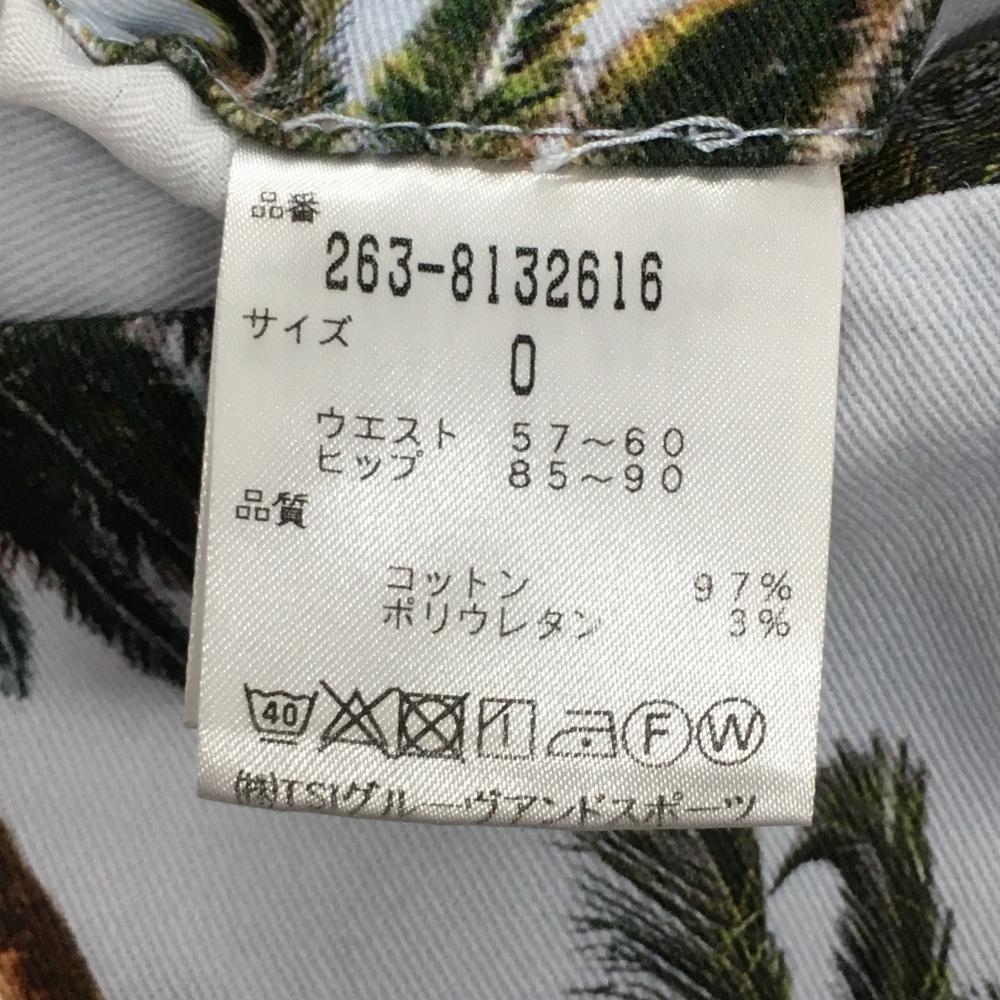 品番
263-8132616
サイズ
0
ウエスト 57～60
ヒップ 85～90
品質
コットン 97%
ポリウレタン 3%
40 F W
(株)TSIグルーヴアンドスポーツ